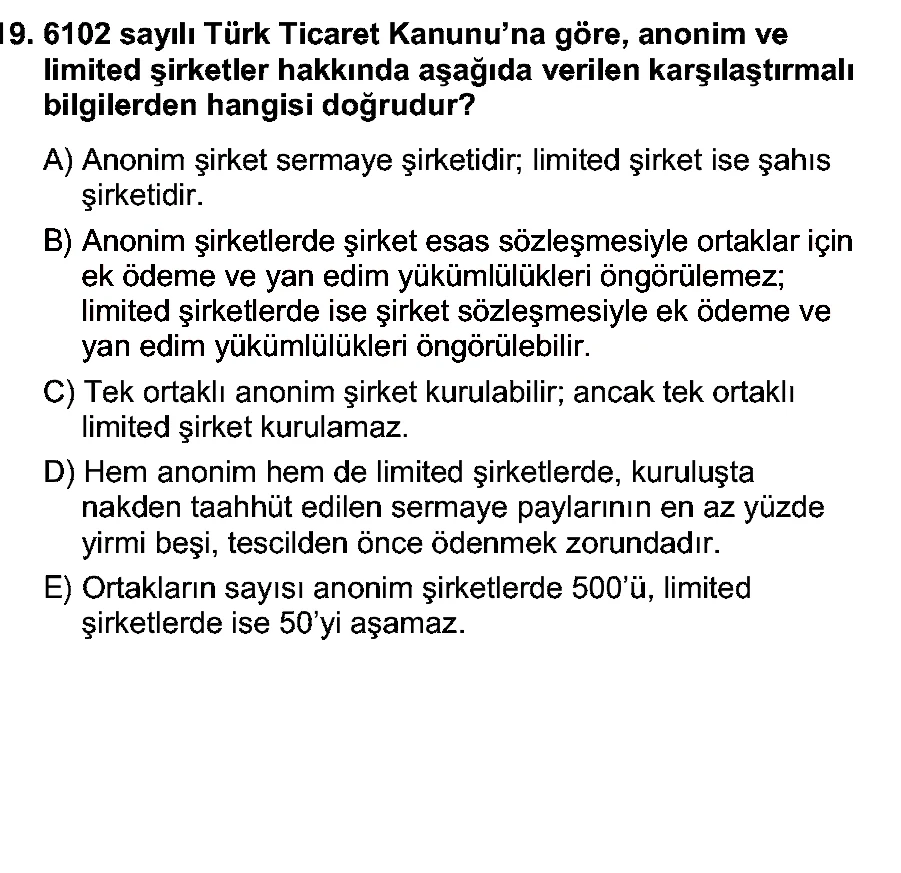 19. 6102 sayılı Türk Ticaret Kanunu’na göre, anonim ve
limited şirketler hakkında aşağıda verilen karşılaştırmalı
bilgilerden hangisi doğrudur?
A) Anonim şirket sermaye şirketidir; limited şirket ise şahıs
şirketidir.
B) Anonim şirketlerde şirket esas sözleşmesiyle ortaklar için
ek ödeme ve yan edim yükümlülükleri öngörülemez;
limited şirketlerde ise şirket sözleşmesiyle ek ödeme ve
yan edim yükümlülükleri öngörülebilir.
C) Tek ortaklı anonim şirket kurulabilir; ancak tek ortaklı
limited şirket kurulamaz.
D) Hem anonim hem de limited şirketlerde, kuruluşta
nakden taahhüt edilen sermaye paylarının en az yüzde
yirmi beşi, tescilden önce ödenmek zorundadır.
E) Ortakların sayısı anonim şirketlerde 500’ü, limited
şirketlerde ise 50’yi aşamaz.